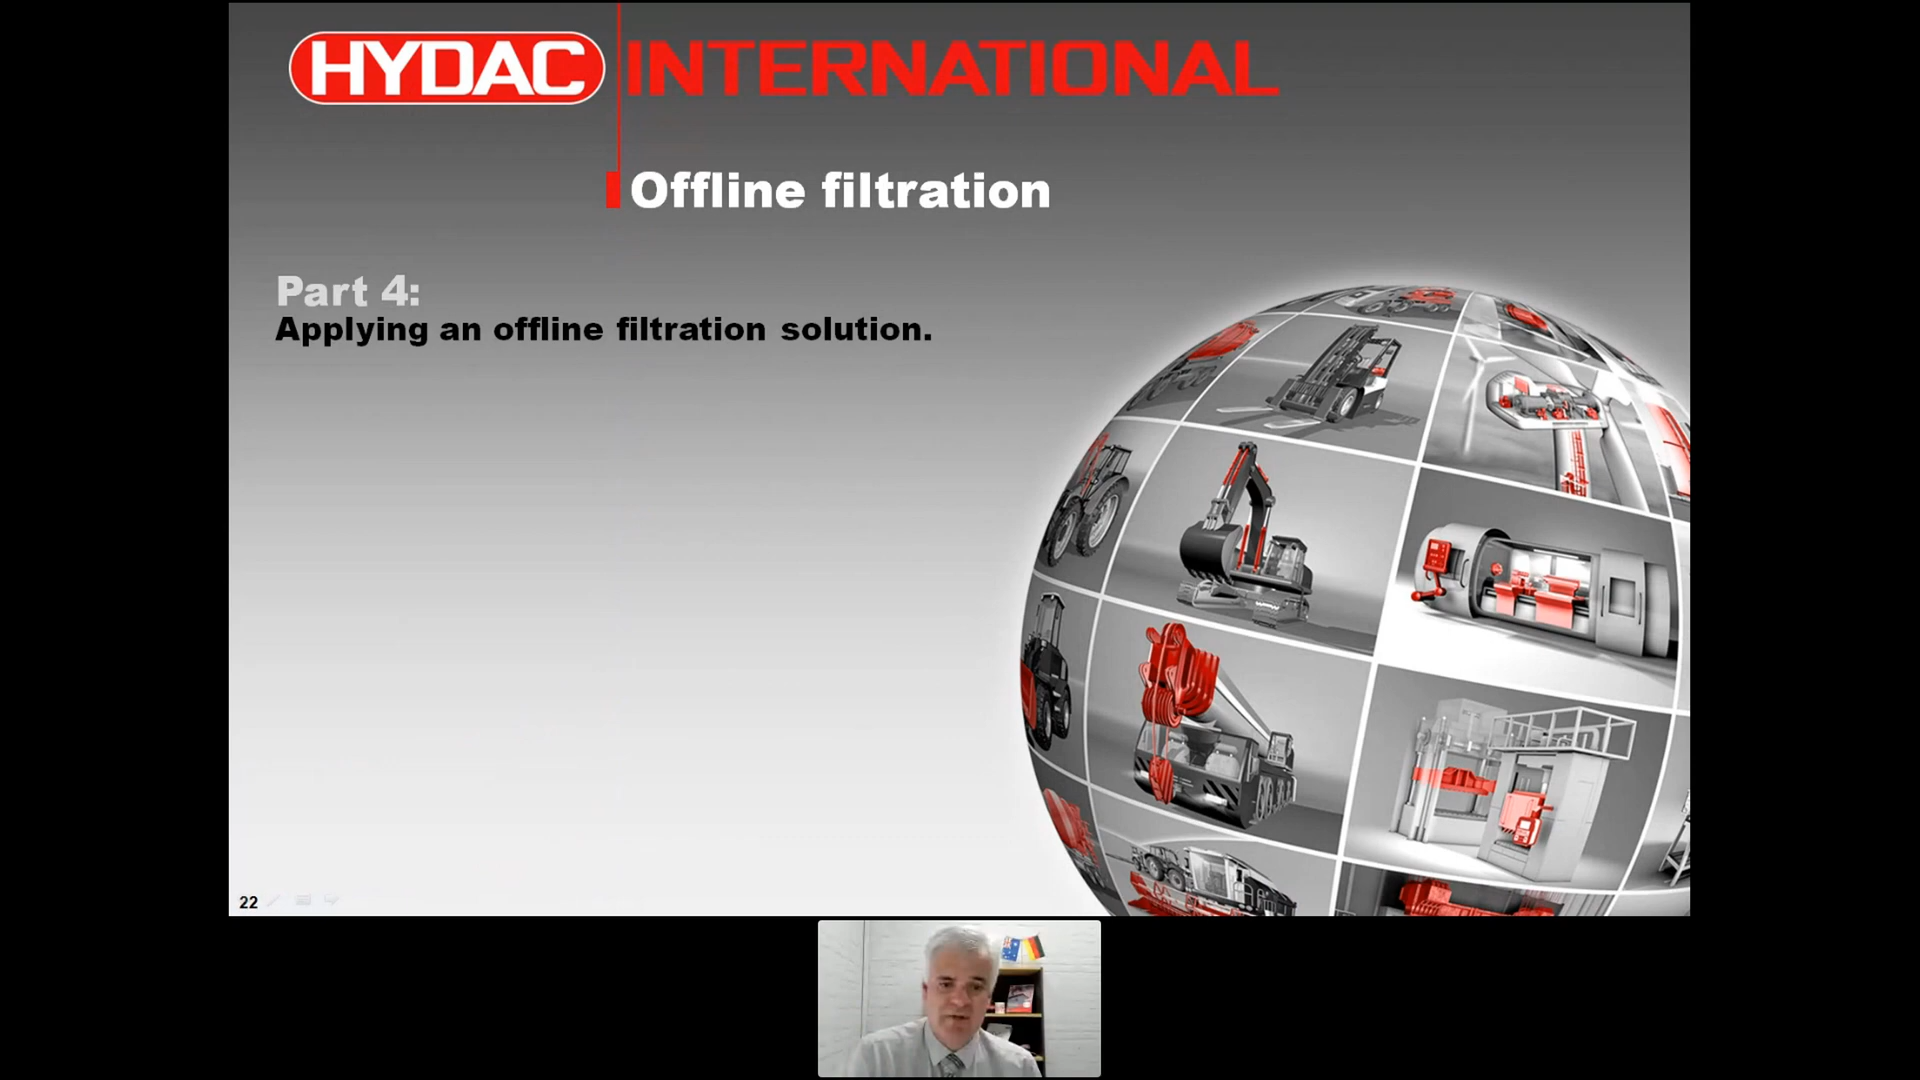 HYDAC INTERNATIONAL
Offline filtration
Part 4:
Applying an offline filtration solution.
22